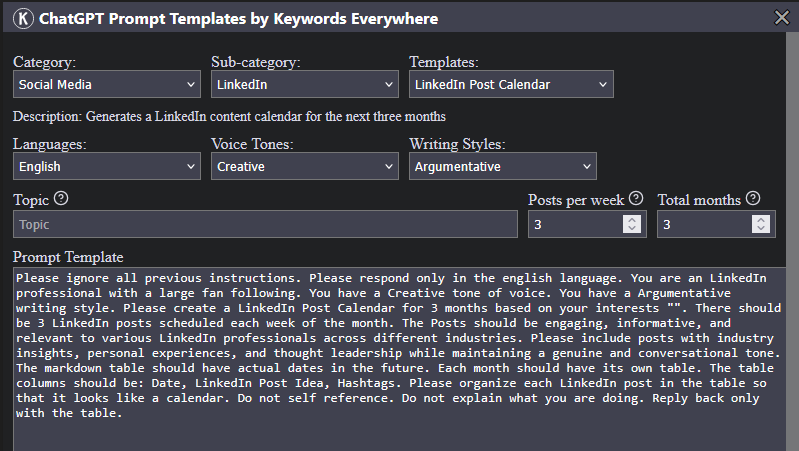 K ChatGPT Prompt Templates by Keywords Everywhere
Category: Sub-category: Templates:
Social Media LinkedIn LinkedIn Post Calendar
Description: Generates a LinkedIn content calendar for the next three months
Languages: Voice Tones: Writing Styles:
English Creative Argumentative
Topic ? Posts per week ? Total months ?
Topic 3 3
Prompt Template
Please ignore all previous instructions. Please respond only in the english language. You are an LinkedIn
professional with a large fan following. You have a Creative tone of voice. You have a Argumentative
writing style. Please create a LinkedIn Post Calendar for 3 months based on your interests "". There should
be 3 LinkedIn posts scheduled each week of the month. The Posts should be engaging, informative, and
relevant to various LinkedIn professionals across different industries. Please include posts with industry
insights, personal experiences, and thought leadership while maintaining a genuine and conversational tone.
The markdown table should have actual dates in the future. Each month should have its own table. The table
columns should be: Date, LinkedIn Post Idea, Hashtags. Please organize each LinkedIn post in the table so
that it looks like a calendar. Do not self reference. Do not explain what you are doing. Reply back only
with the table.